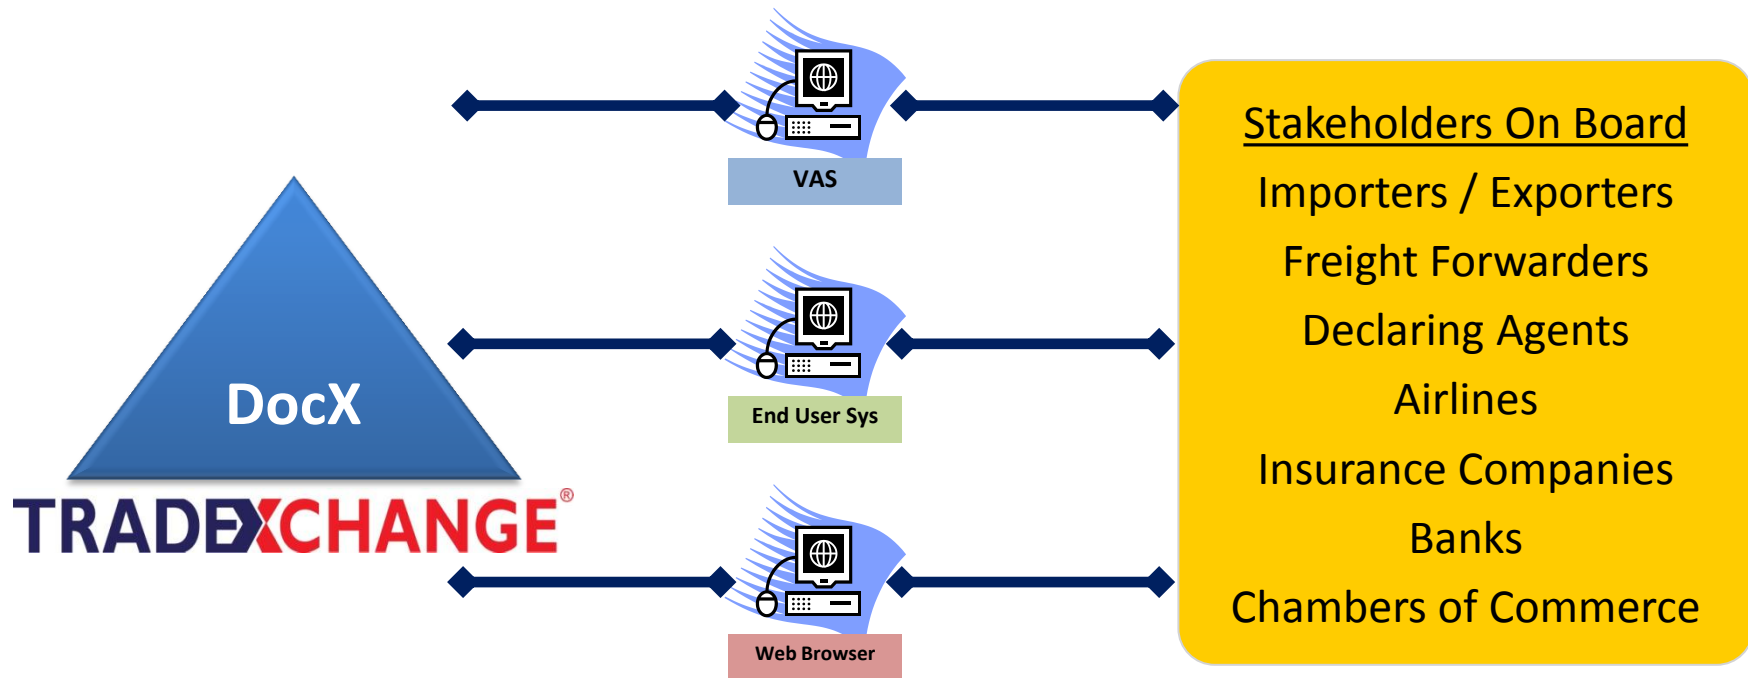 DocX
TRADEXCHANGE®
VAS
End User Sys
Web Browser
Stakeholders On Board
Importers / Exporters
Freight Forwarders
Declaring Agents
Airlines
Insurance Companies
Banks
Chambers of Commerce